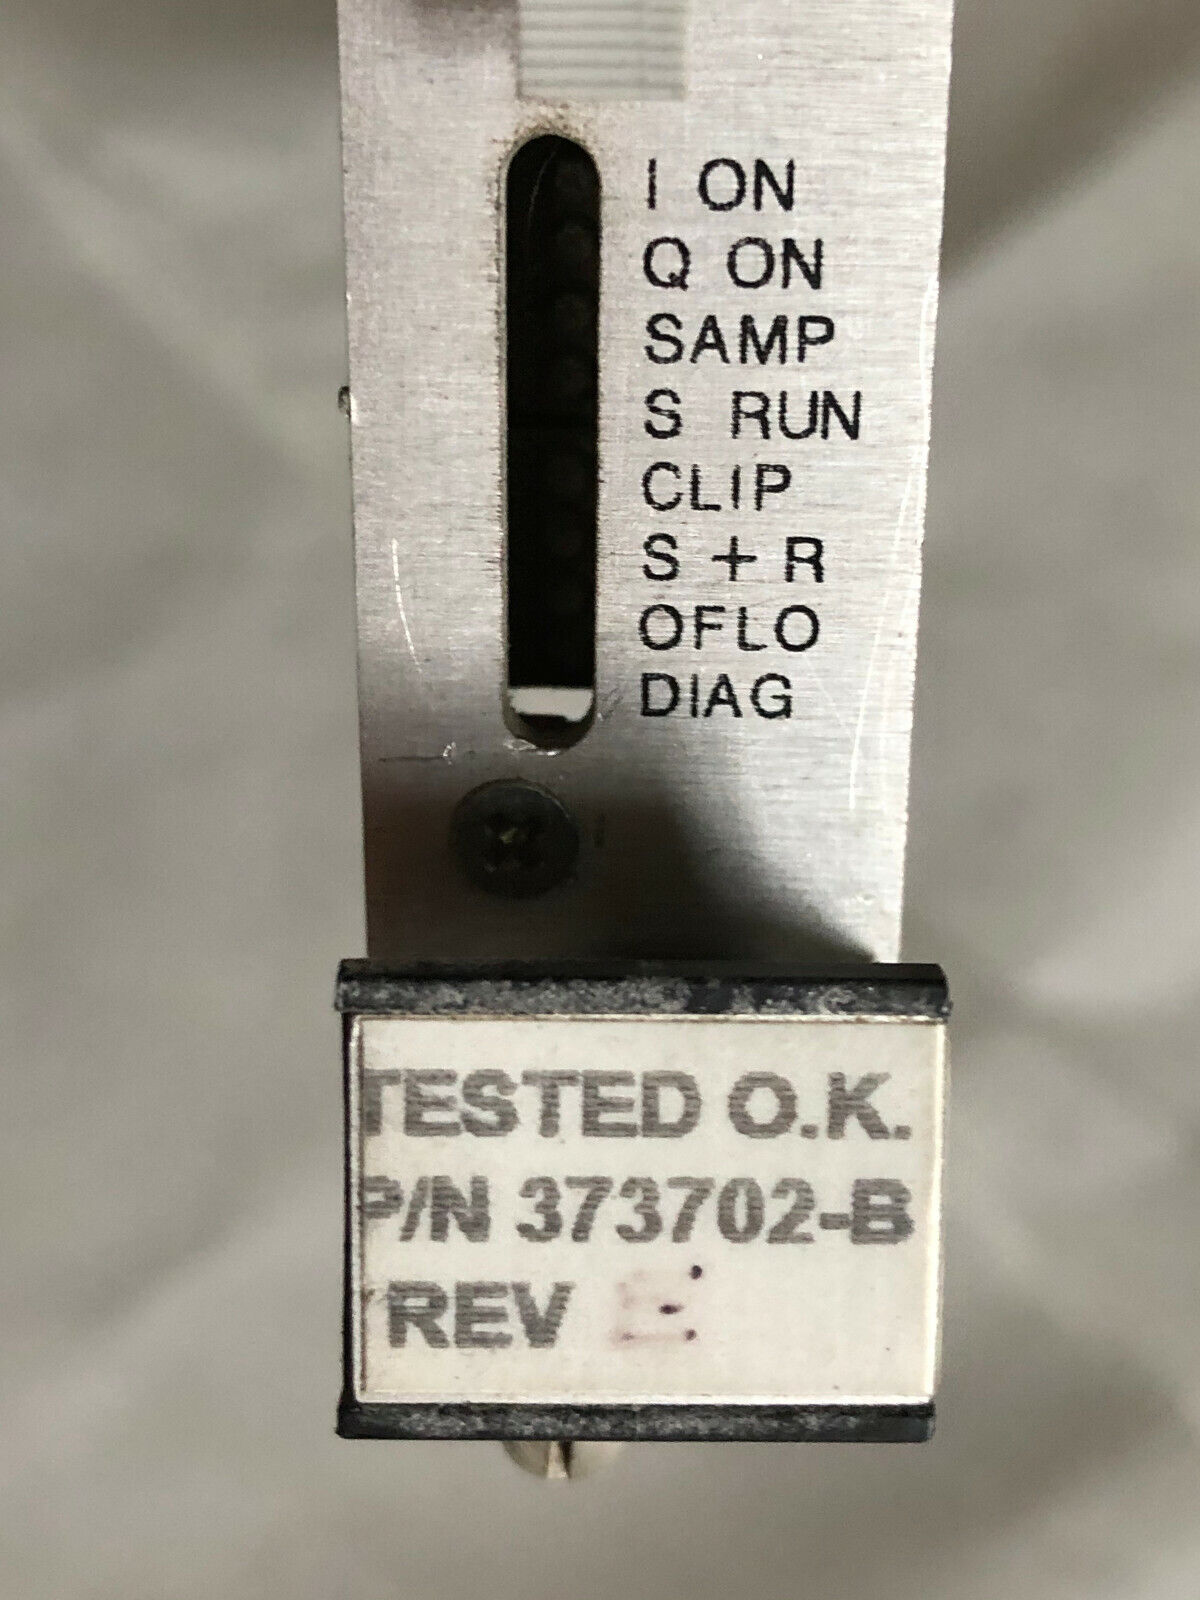 I ON
Q ON
SAMP
S RUN
CLIP
S + R
OFLO
DIAG
TESTED O.K.
P/N 373702-B
REV